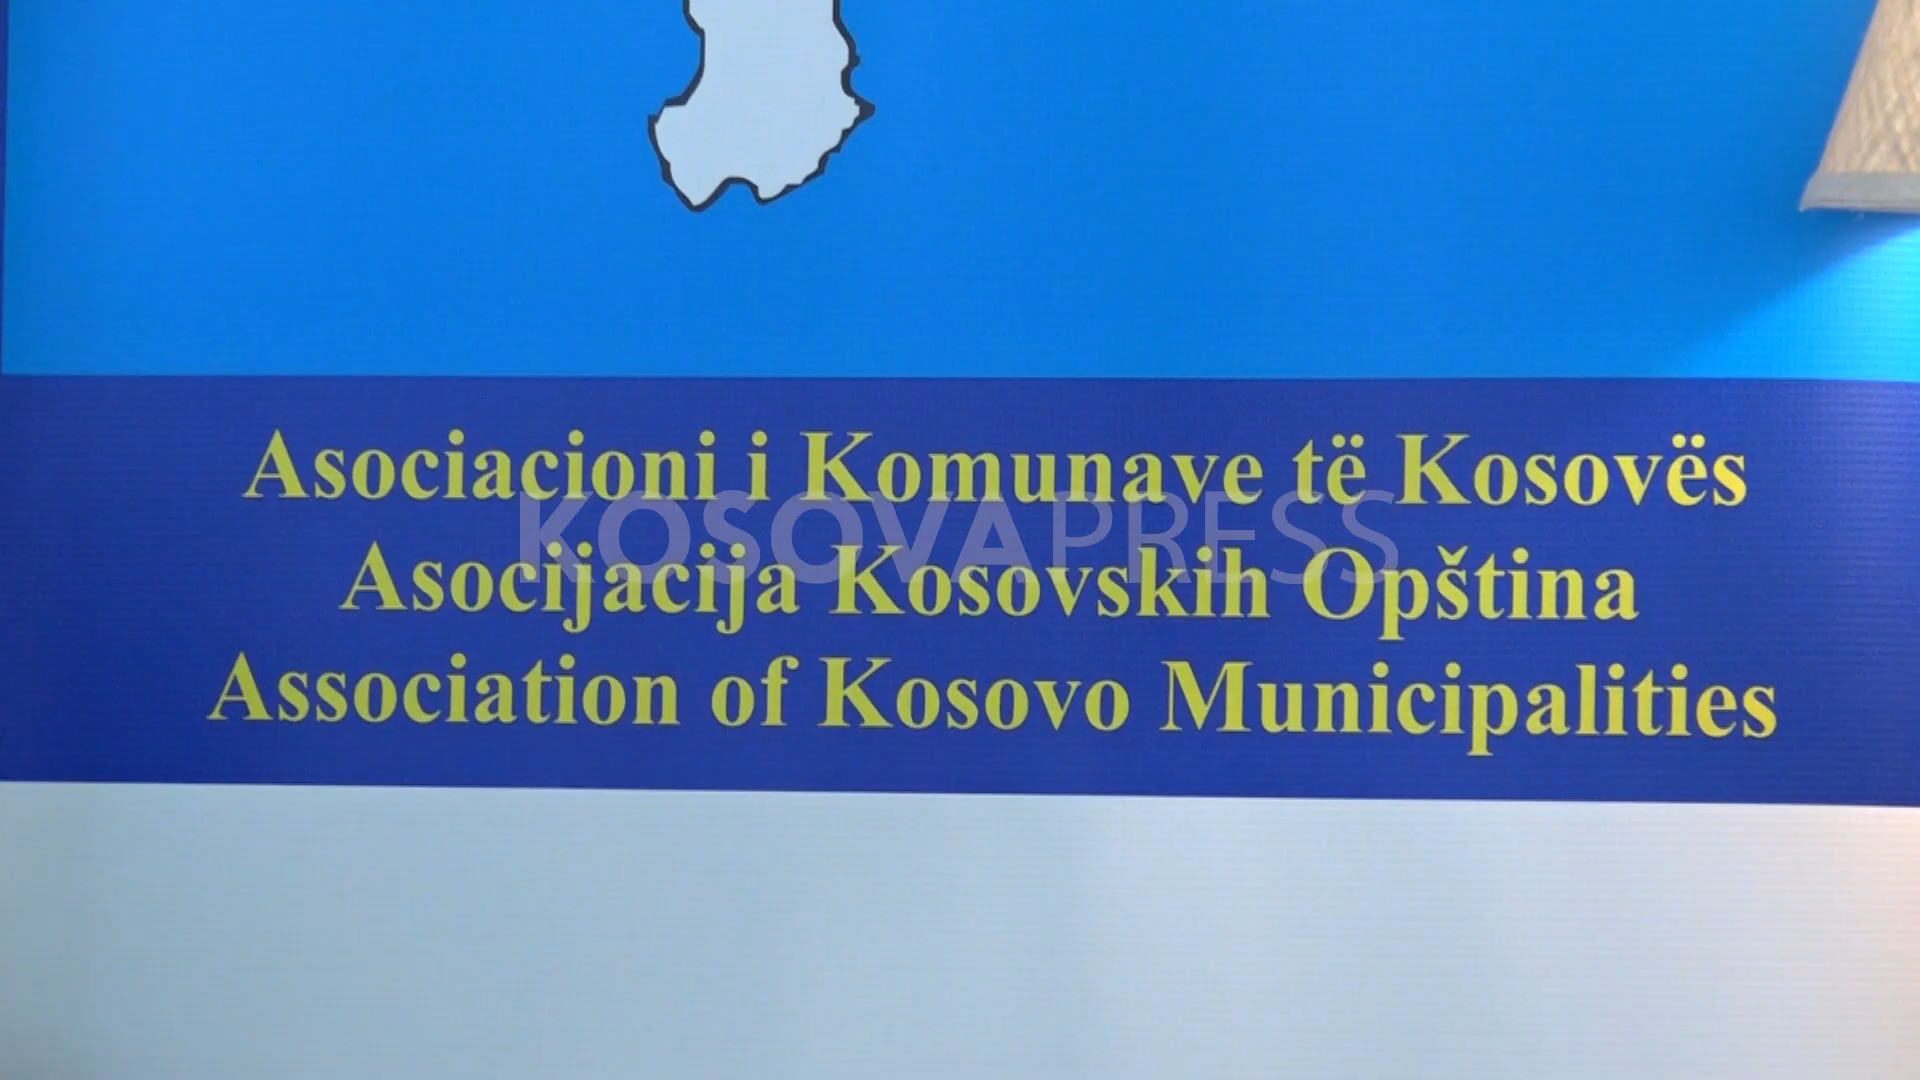 Asociacioni i Komunave të Kosovës
KOSOVAPRESS
Asocijacija Kosovskih Opština
Association of Kosovo Municipalities